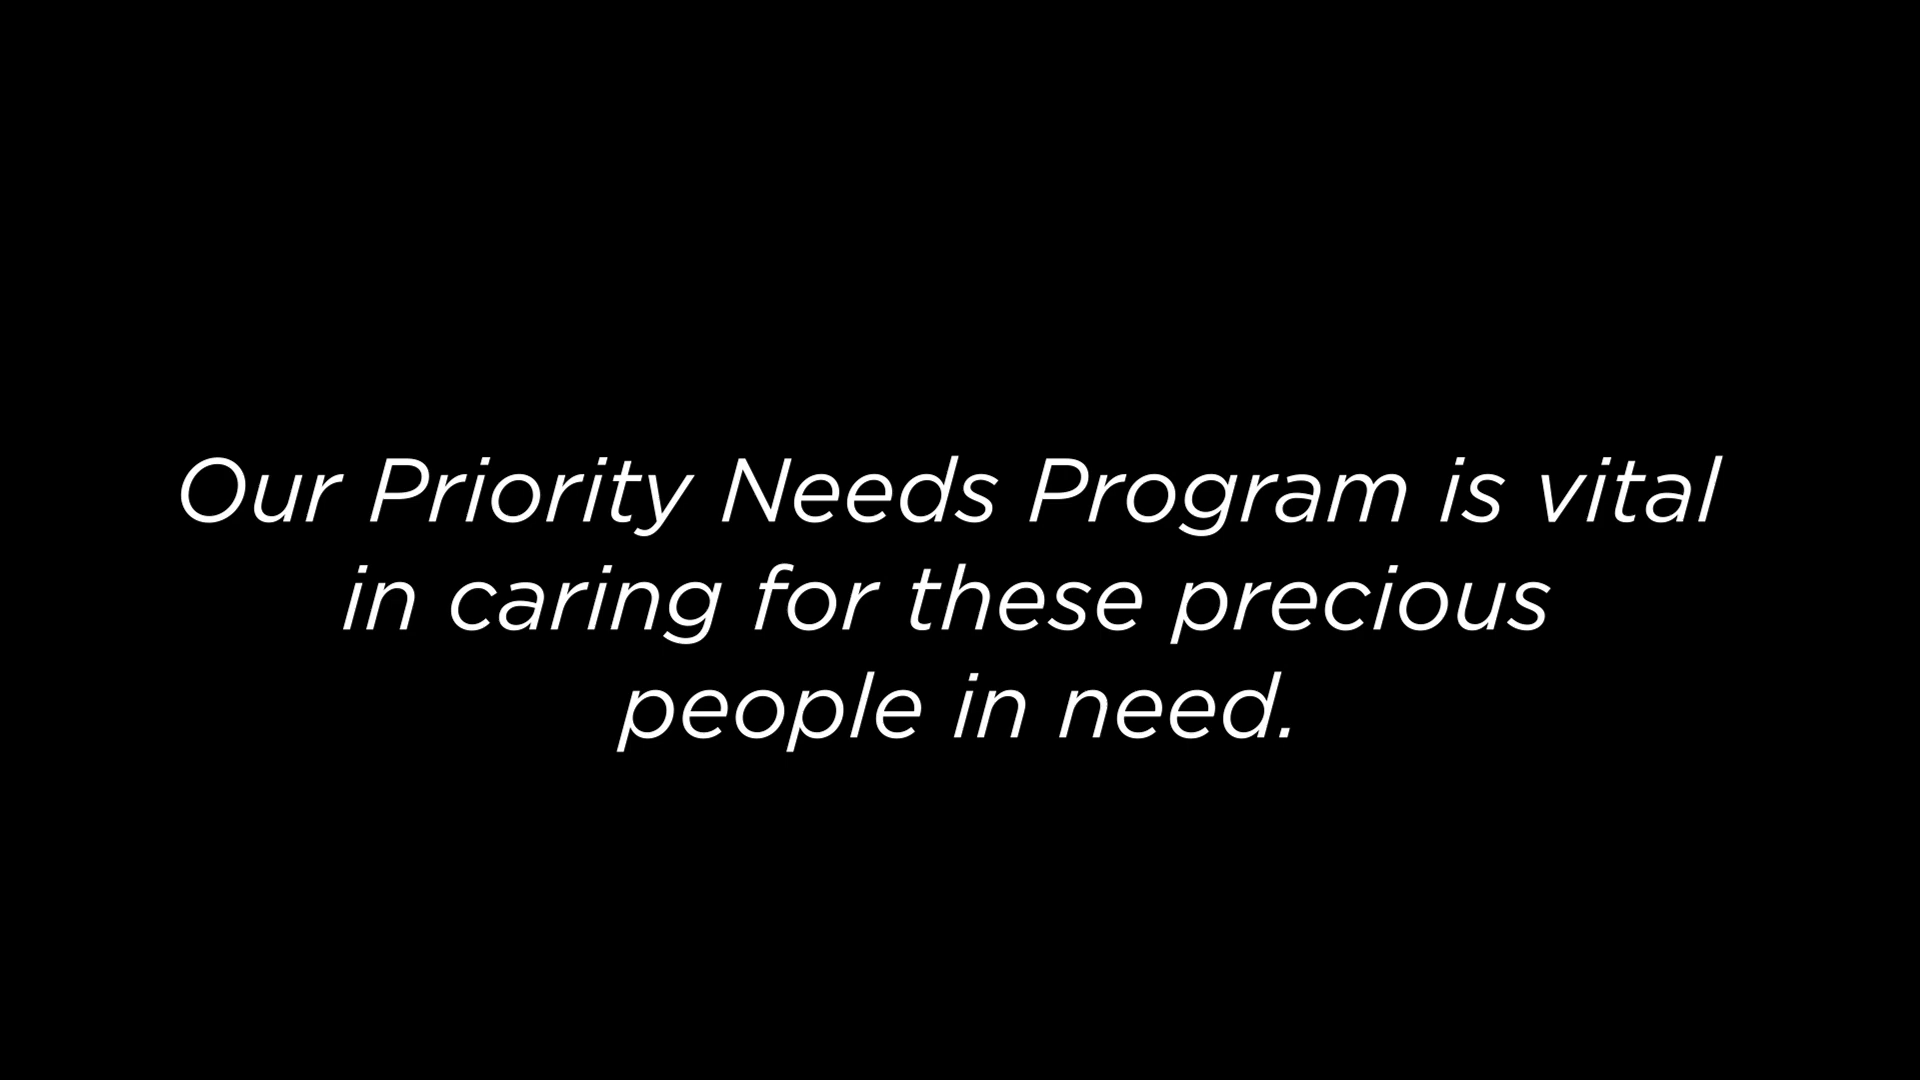 Our Priority Needs Program is vital
in caring for these precious
people in need.